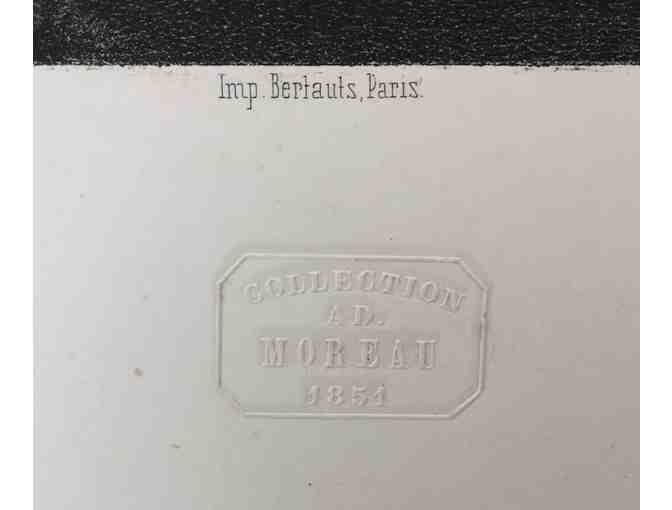 Imp. Bertauts, Paris.
COLLECTION
AD.
MOREAU
1851